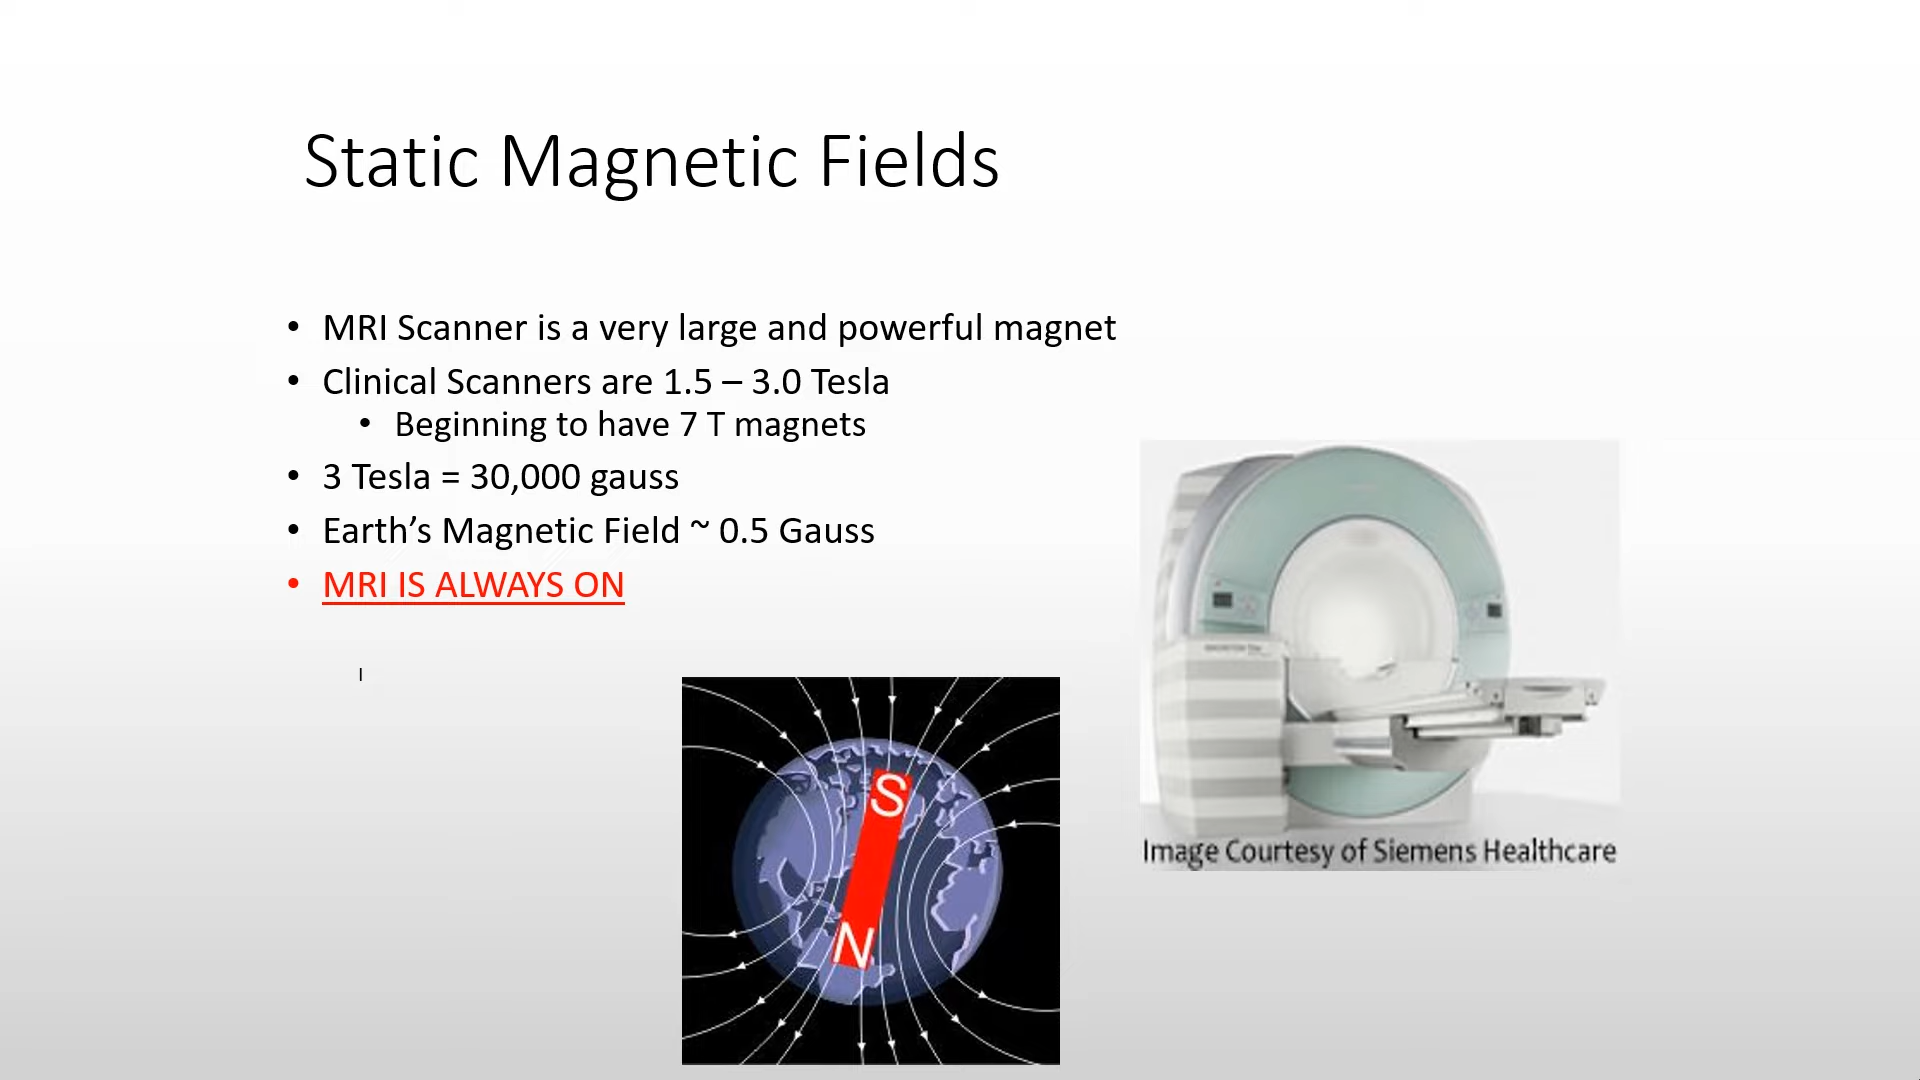 Static Magnetic Fields
• MRI Scanner is a very large and powerful magnet
• Clinical Scanners are 1.5 – 3.0 Tesla
• Beginning to have 7 T magnets
• 3 Tesla = 30,000 gauss
• Earth’s Magnetic Field ~ 0.5 Gauss
• MRI IS ALWAYS ON
S
N
Image Courtesy of Siemens Healthcare